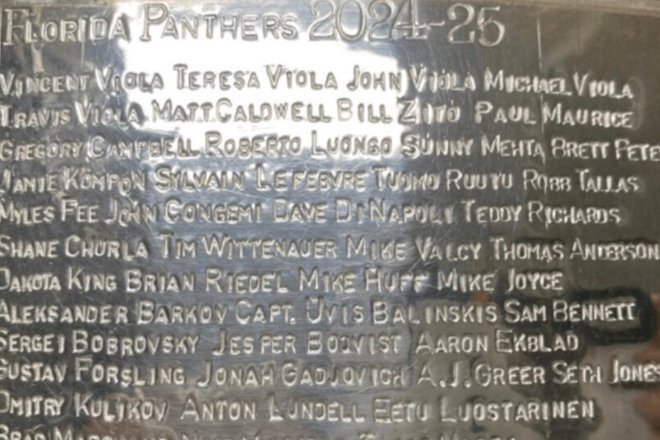 FLORIDA PANTHERS 2024-25
VINCENT VIOLA TERESA VIOLA JOHN VIOLA MICHAEL VIOLA
TRAVIS VIOLA MATT CALDWELL BILL ZITO PAUL MAURICE
GREGORY CAMPBELL ROBERTO LUONGO SUNNY MEHTA BRETT PETE
JAMIE KOMPON SYLVAIN LEFEBVRE TUOMO RUUTU ROBB TALLAS
MYLES FEE JOHN CONGEMI DAVE DINAPOLI TEDDY RICHARDS
SHANE CHURLA TIM WITTENAUER MIKE VALCY THOMAS ANDERSON
DAKOTA KING BRIAN RIEDEL MIKE HUFF MIKE JOYCE
ALEKSANDER BARKOV CAPT. UVIS BALINSKIS SAM BENNETT
SERGEI BOBROVSKY JESPER BOQVIST AARON EKBLAD
GUSTAV FORSLING JONAH GADJOVICH A.J. GREER SETH JONES
DMITRY KULIKOV ANTON LUNDELL EETU LUOSTARINEN
BRAD